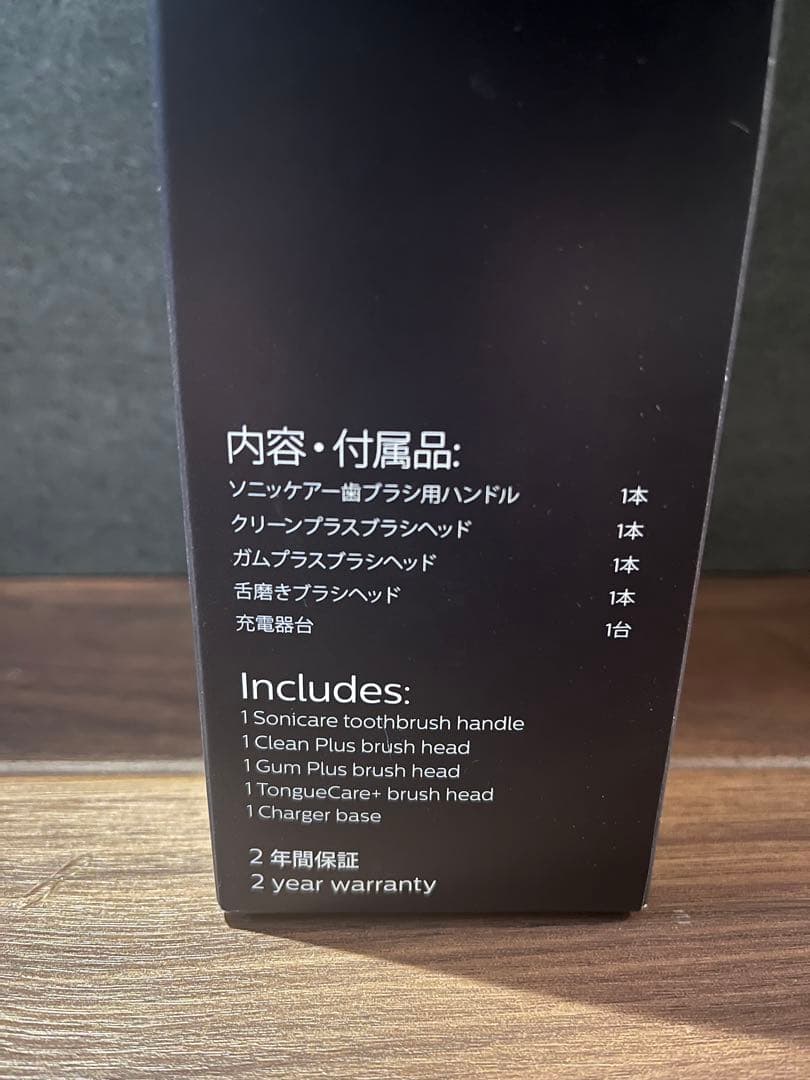 内容・付属品:
ソニッケアー歯ブラシ用ハンドル 1本
クリーンプラスブラシヘッド 1本
ガムプラスブラシヘッド 1本
舌磨きブラシヘッド 1本
充電器台 1台
Includes:
1 Sonicare toothbrush handle
1 Clean Plus brush head
1 Gum Plus brush head
1 TongueCare+ brush head
1 Charger base
2 年間保証
2 year warranty